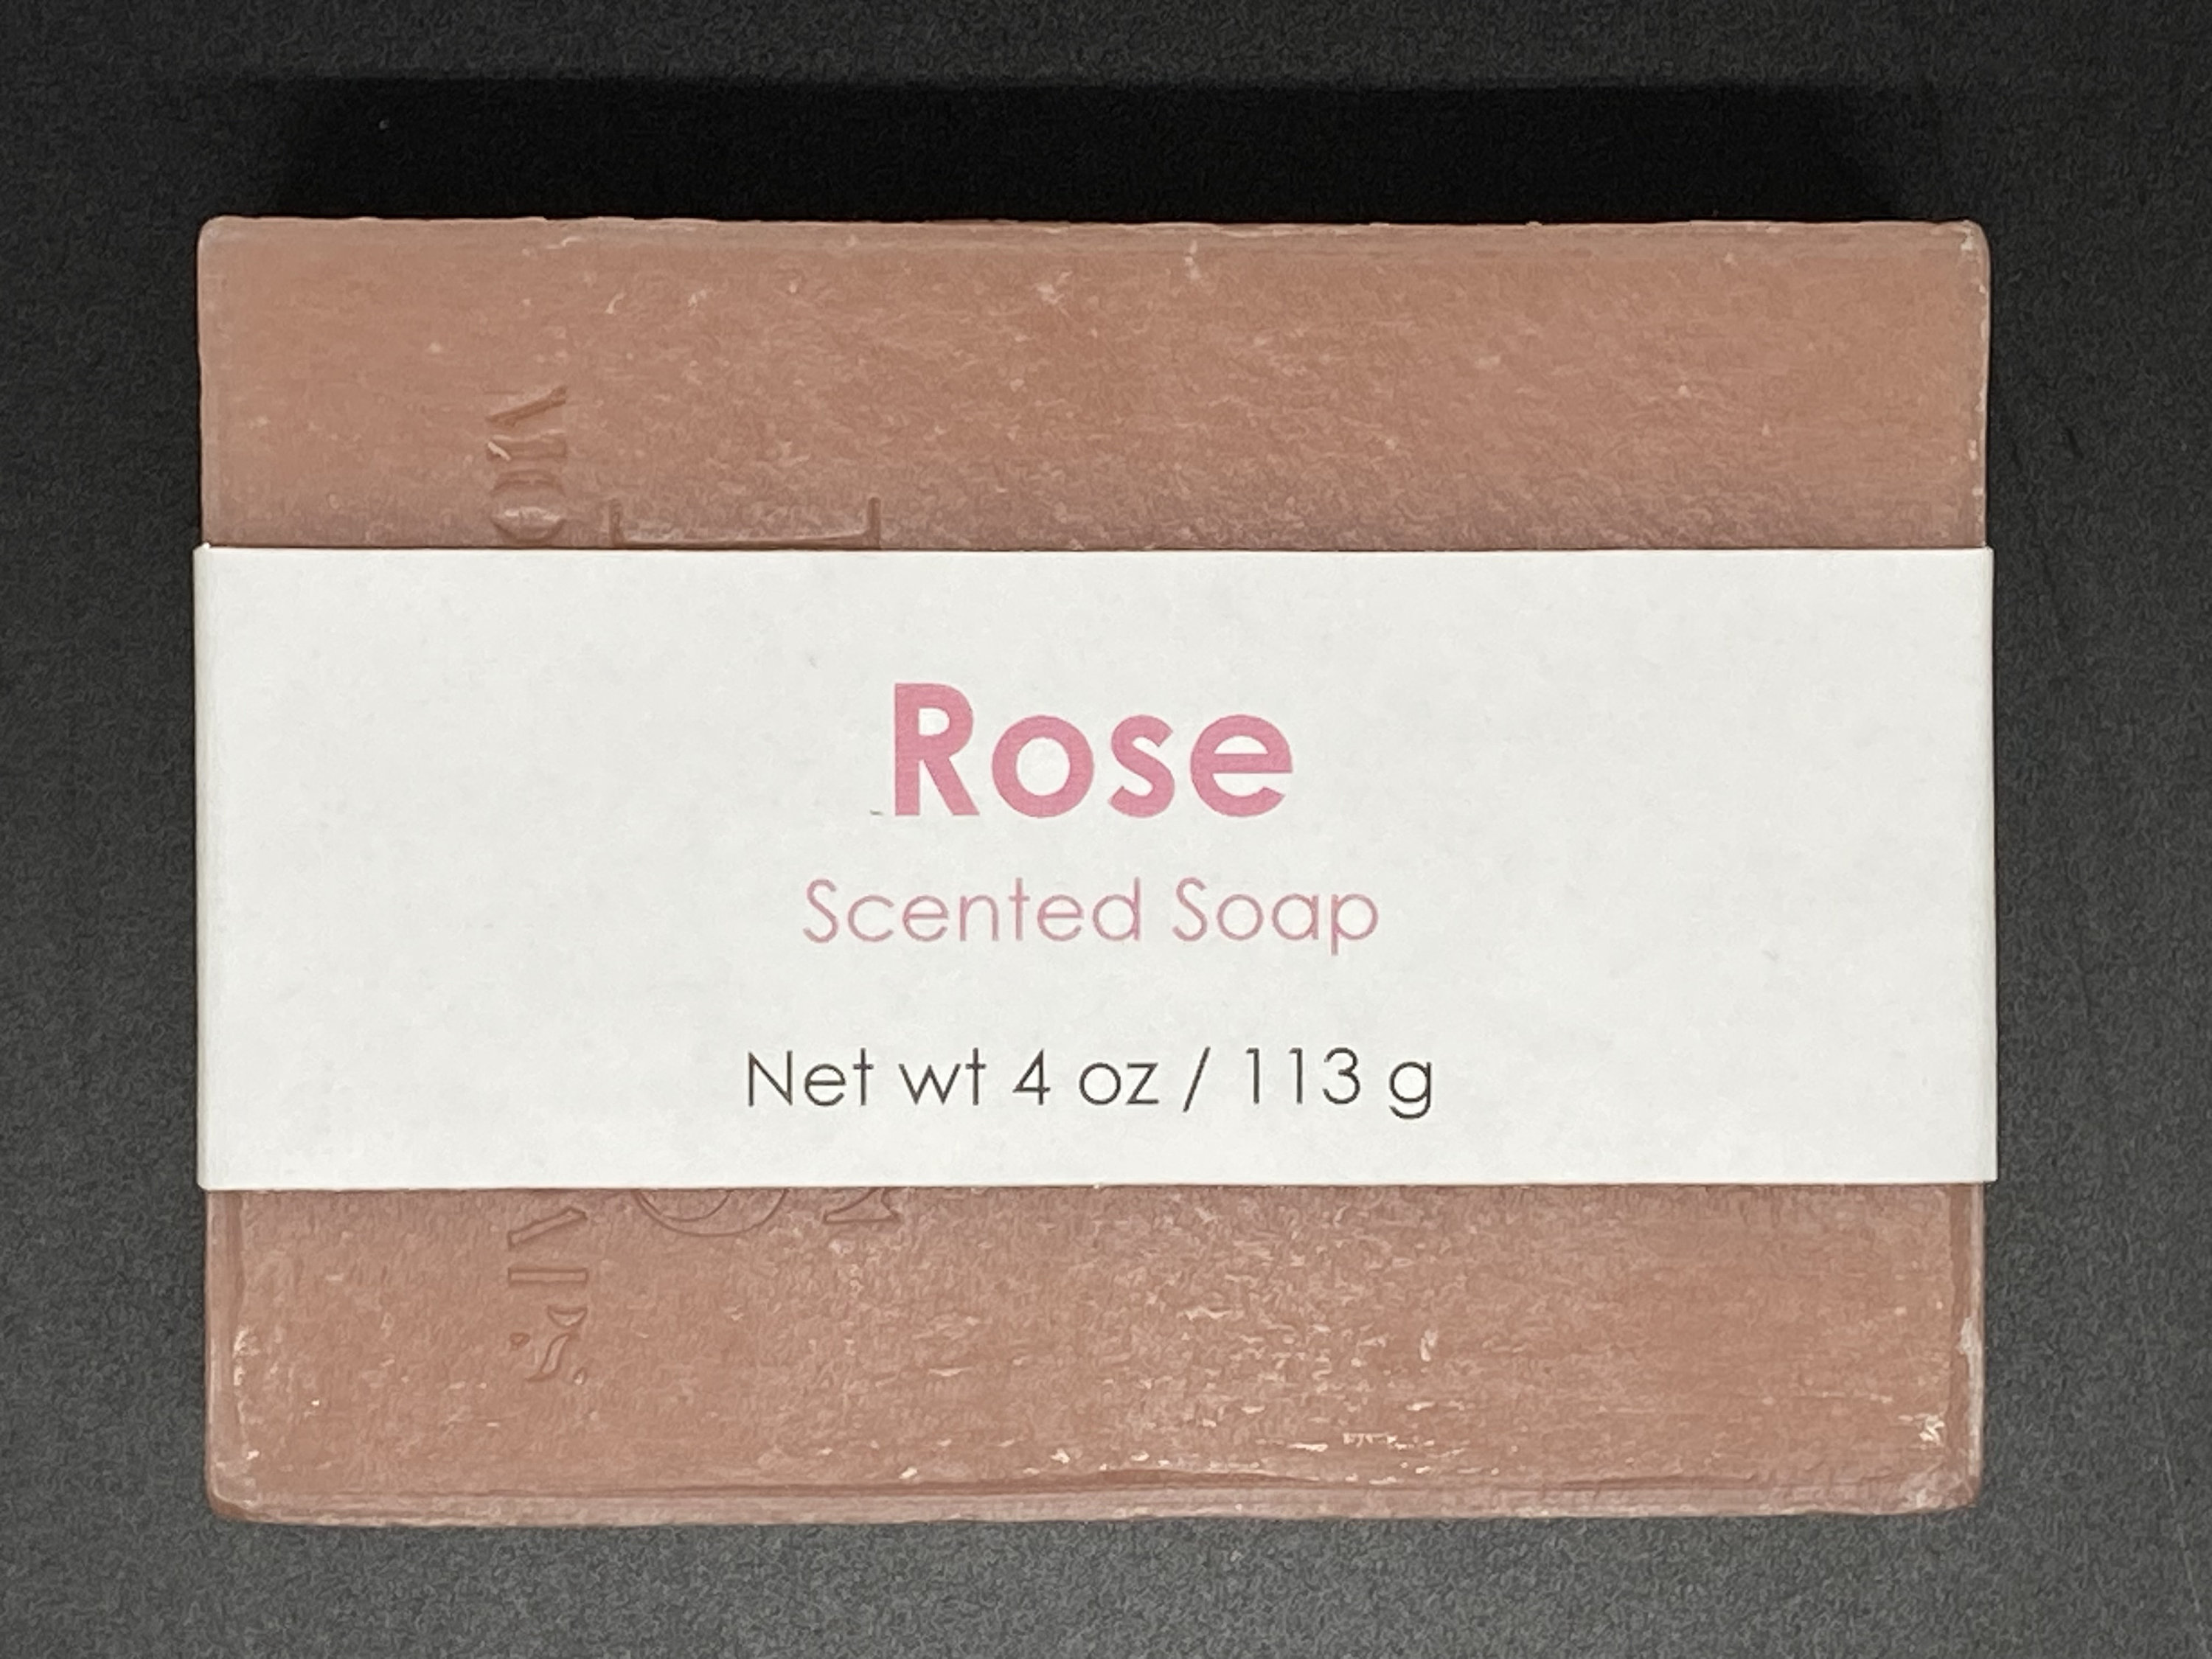 Rose
Scented Soap
Net wt 4 oz / 113 g